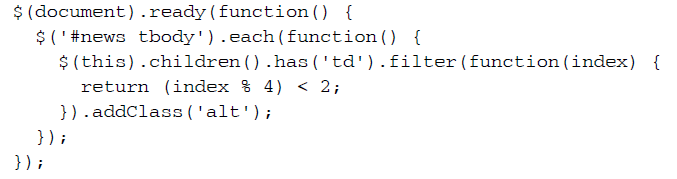 $(document).ready(function() {
  $('#news tbody').each(function() {
    $(this).children().has('td').filter(function(index) {
      return (index % 4) < 2;
    }).addClass('alt');
  });
});